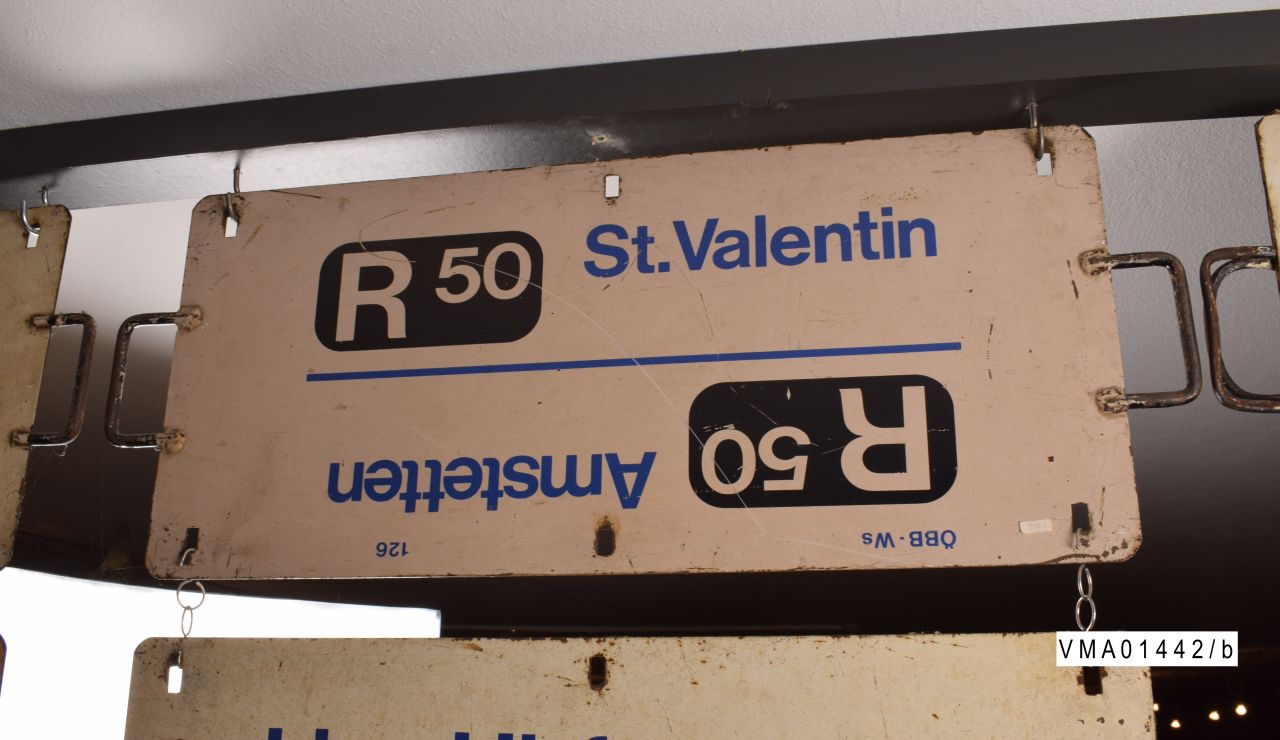 R 50 St. Valentin
R 50 Amstetten
ÖBB - Ws 126
VMA01442/b